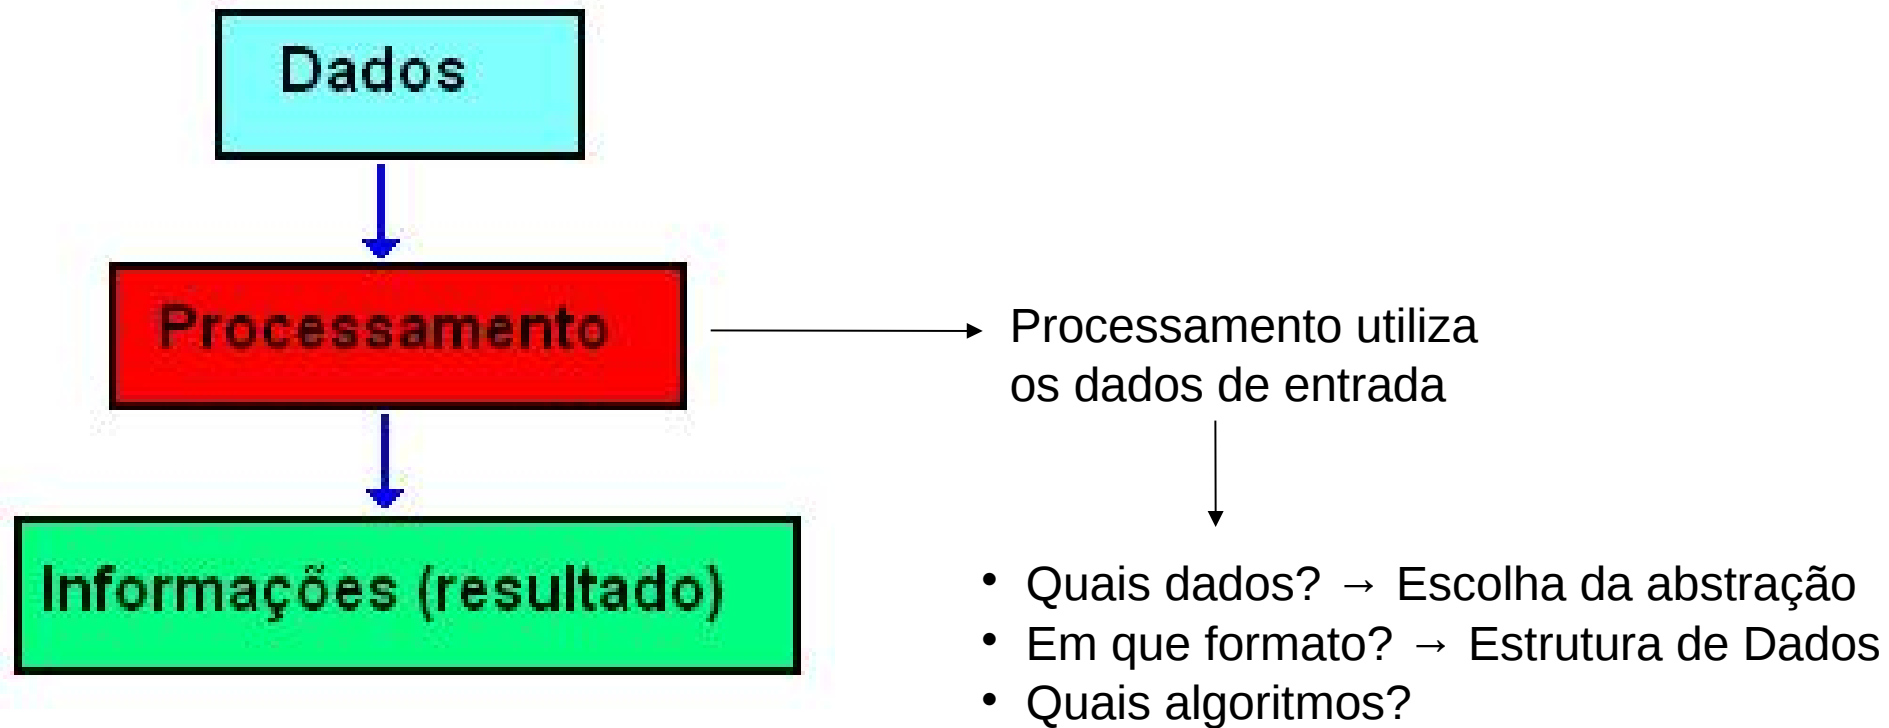 Dados
Processamento
Informações (resultado)
Processamento utiliza
os dados de entrada
• Quais dados? → Escolha da abstração
• Em que formato? → Estrutura de Dados
• Quais algoritmos?